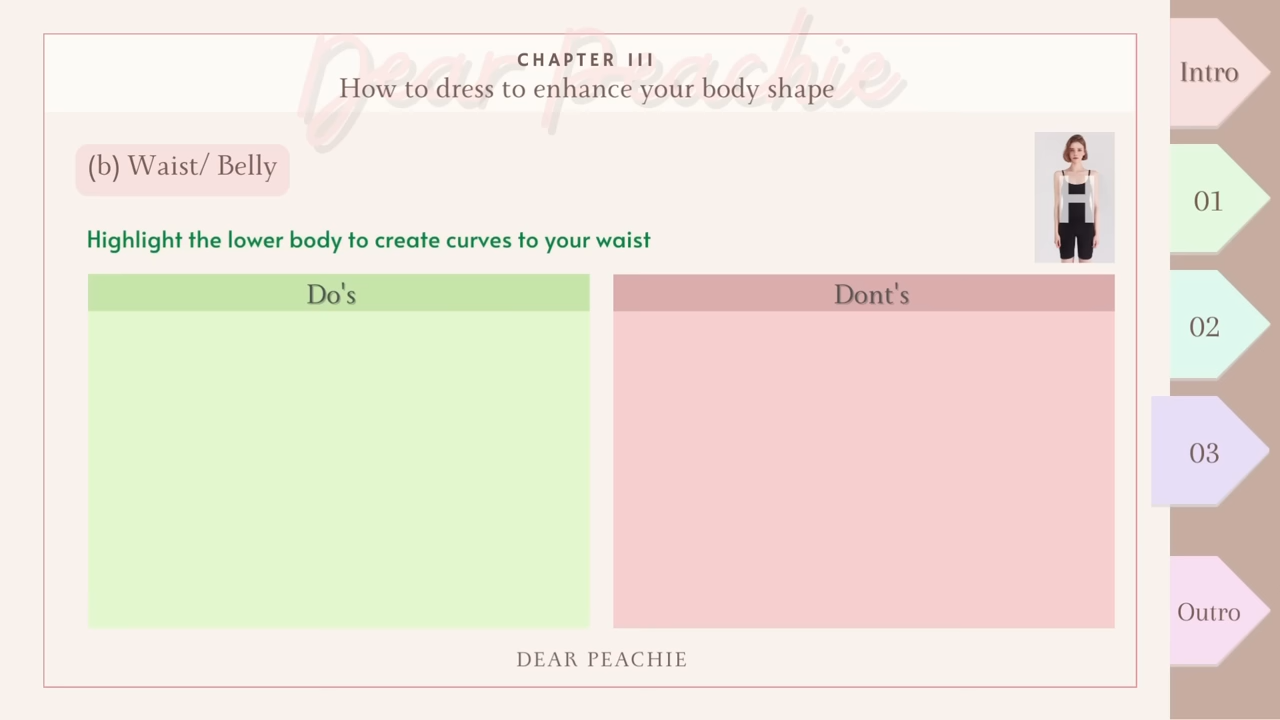 Dear Peachie
CHAPTER III
How to dress to enhance your body shape
(b) Waist/ Belly
H
Highlight the lower body to create curves to your waist
Do's
Dont's
DEAR PEACHIE
Intro
01
02
03
Outro